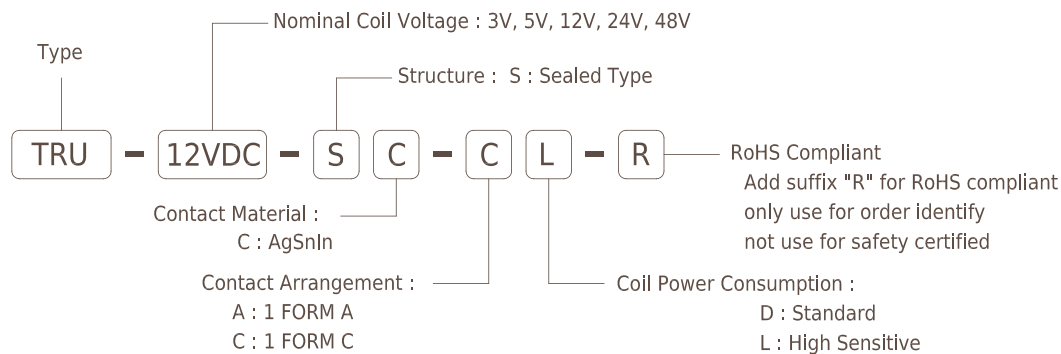 Nominal Coil Voltage : 3V, 5V, 12V, 24V, 48V
Type
Structure : S : Sealed Type
TRU - 12VDC - S C - C L - R
RoHS Compliant
Add suffix "R" for RoHS compliant
only use for order identify
not use for safety certified
Contact Material :
C : AgSnIn
Contact Arrangement :
A : 1 FORM A
C : 1 FORM C
Coil Power Consumption :
D : Standard
L : High Sensitive